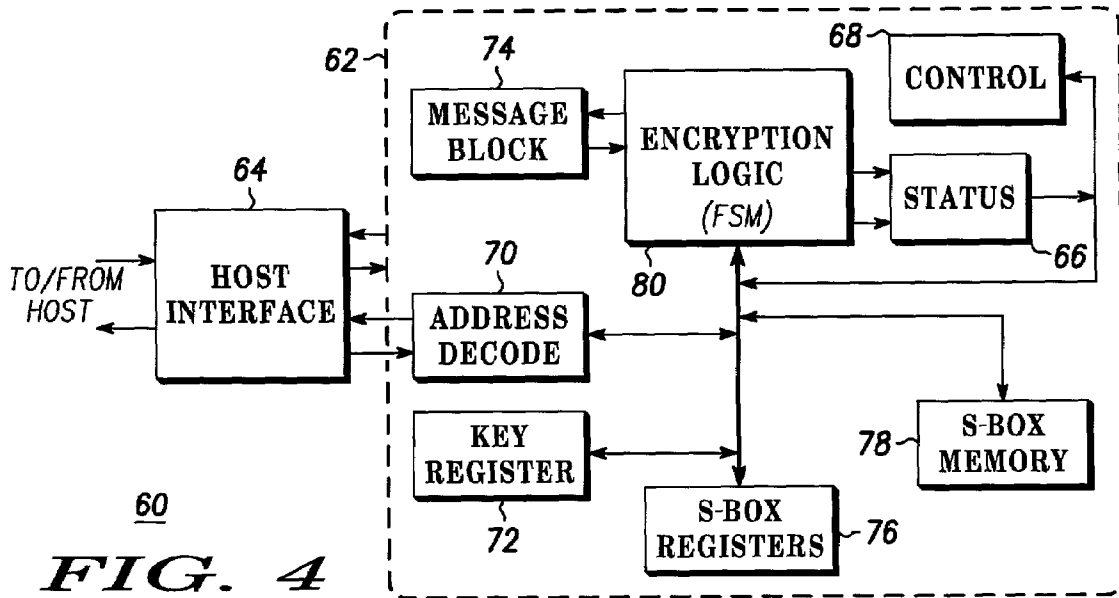 62
74
MESSAGE
BLOCK
ENCRYPTION
LOGIC
(FSM)
80
68
CONTROL
STATUS
66
64
HOST
INTERFACE
TO/FROM
HOST
70
ADDRESS
DECODE
KEY
REGISTER
72
S-BOX
REGISTERS
76
78
S-BOX
MEMORY
60
FIG. 4